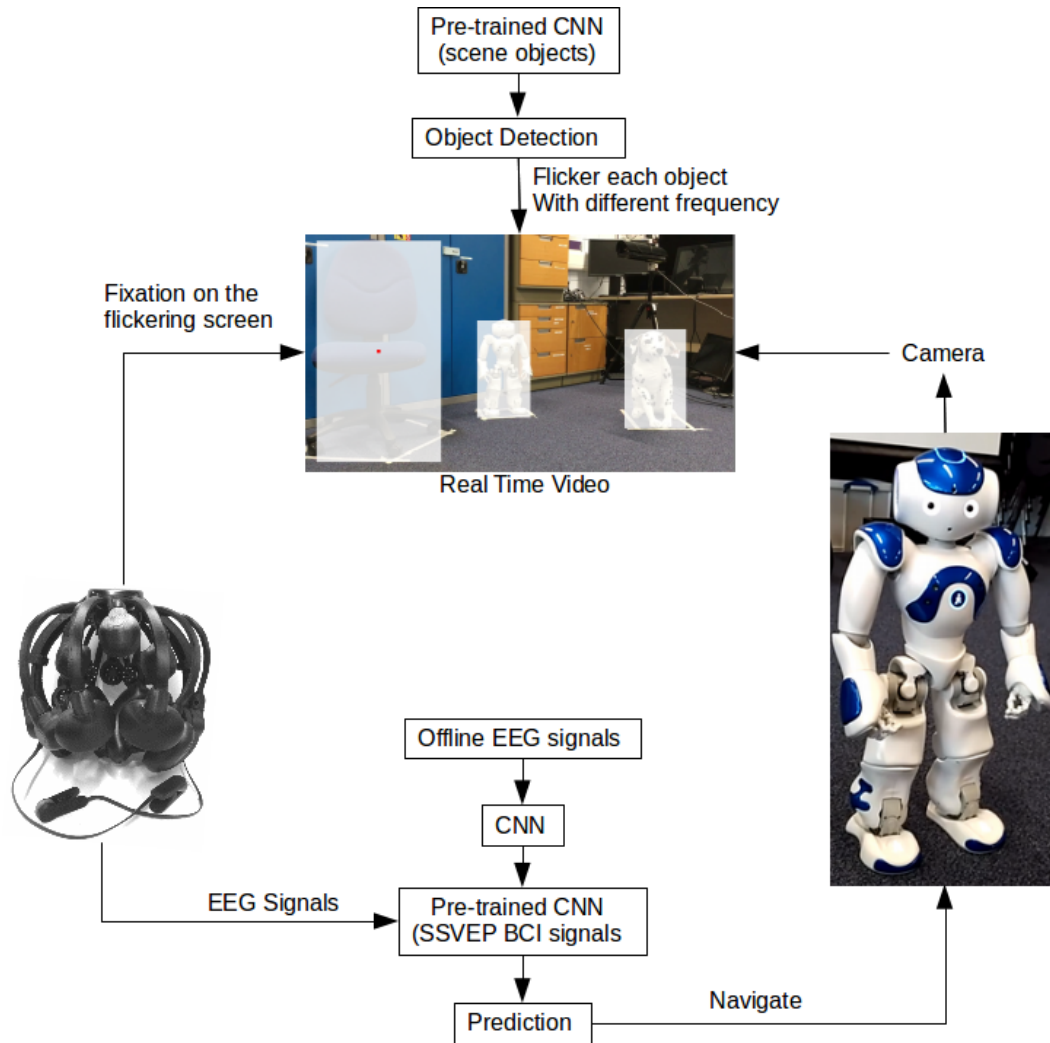 Pre-trained CNN
(scene objects)
Object Detection
Flicker each object
With different frequency
Fixation on the
flickering screen
Camera
Real Time Video
Offline EEG signals
CNN
EEG Signals
Pre-trained CNN
(SSVEP BCI signals
Navigate
Prediction